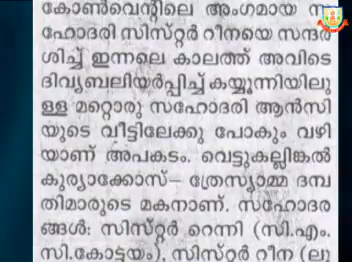 കോൺവെന്റിലെ അംഗമായ സ
ഹോദരി സിസ്റ്റർ റീനയെ സന്ദർ
ശിച്ച് ഇന്നലെ കാലത്ത് അവിടെ
ദിവ്യബലിയർപ്പിച്ച് കയ്യൂന്നിയിലു
ള്ള മറ്റൊരു സഹോദരി ആൻസി
യുടെ വീട്ടിലേക്കു പോകും വഴി
യാണ് അപകടം. വെട്ടുകല്ലിങ്കൽ
കുര്യാക്കോസ്– ത്രേസ്യാമ്മ ദമ്പ
തിമാരുടെ മകനാണ്. സഹോദര
ങ്ങൾ: സിസ്റ്റർ റെന്നി (സി.എം.
സി.കോട്ടയം), സിസ്റ്റർ റീന (ലൂ